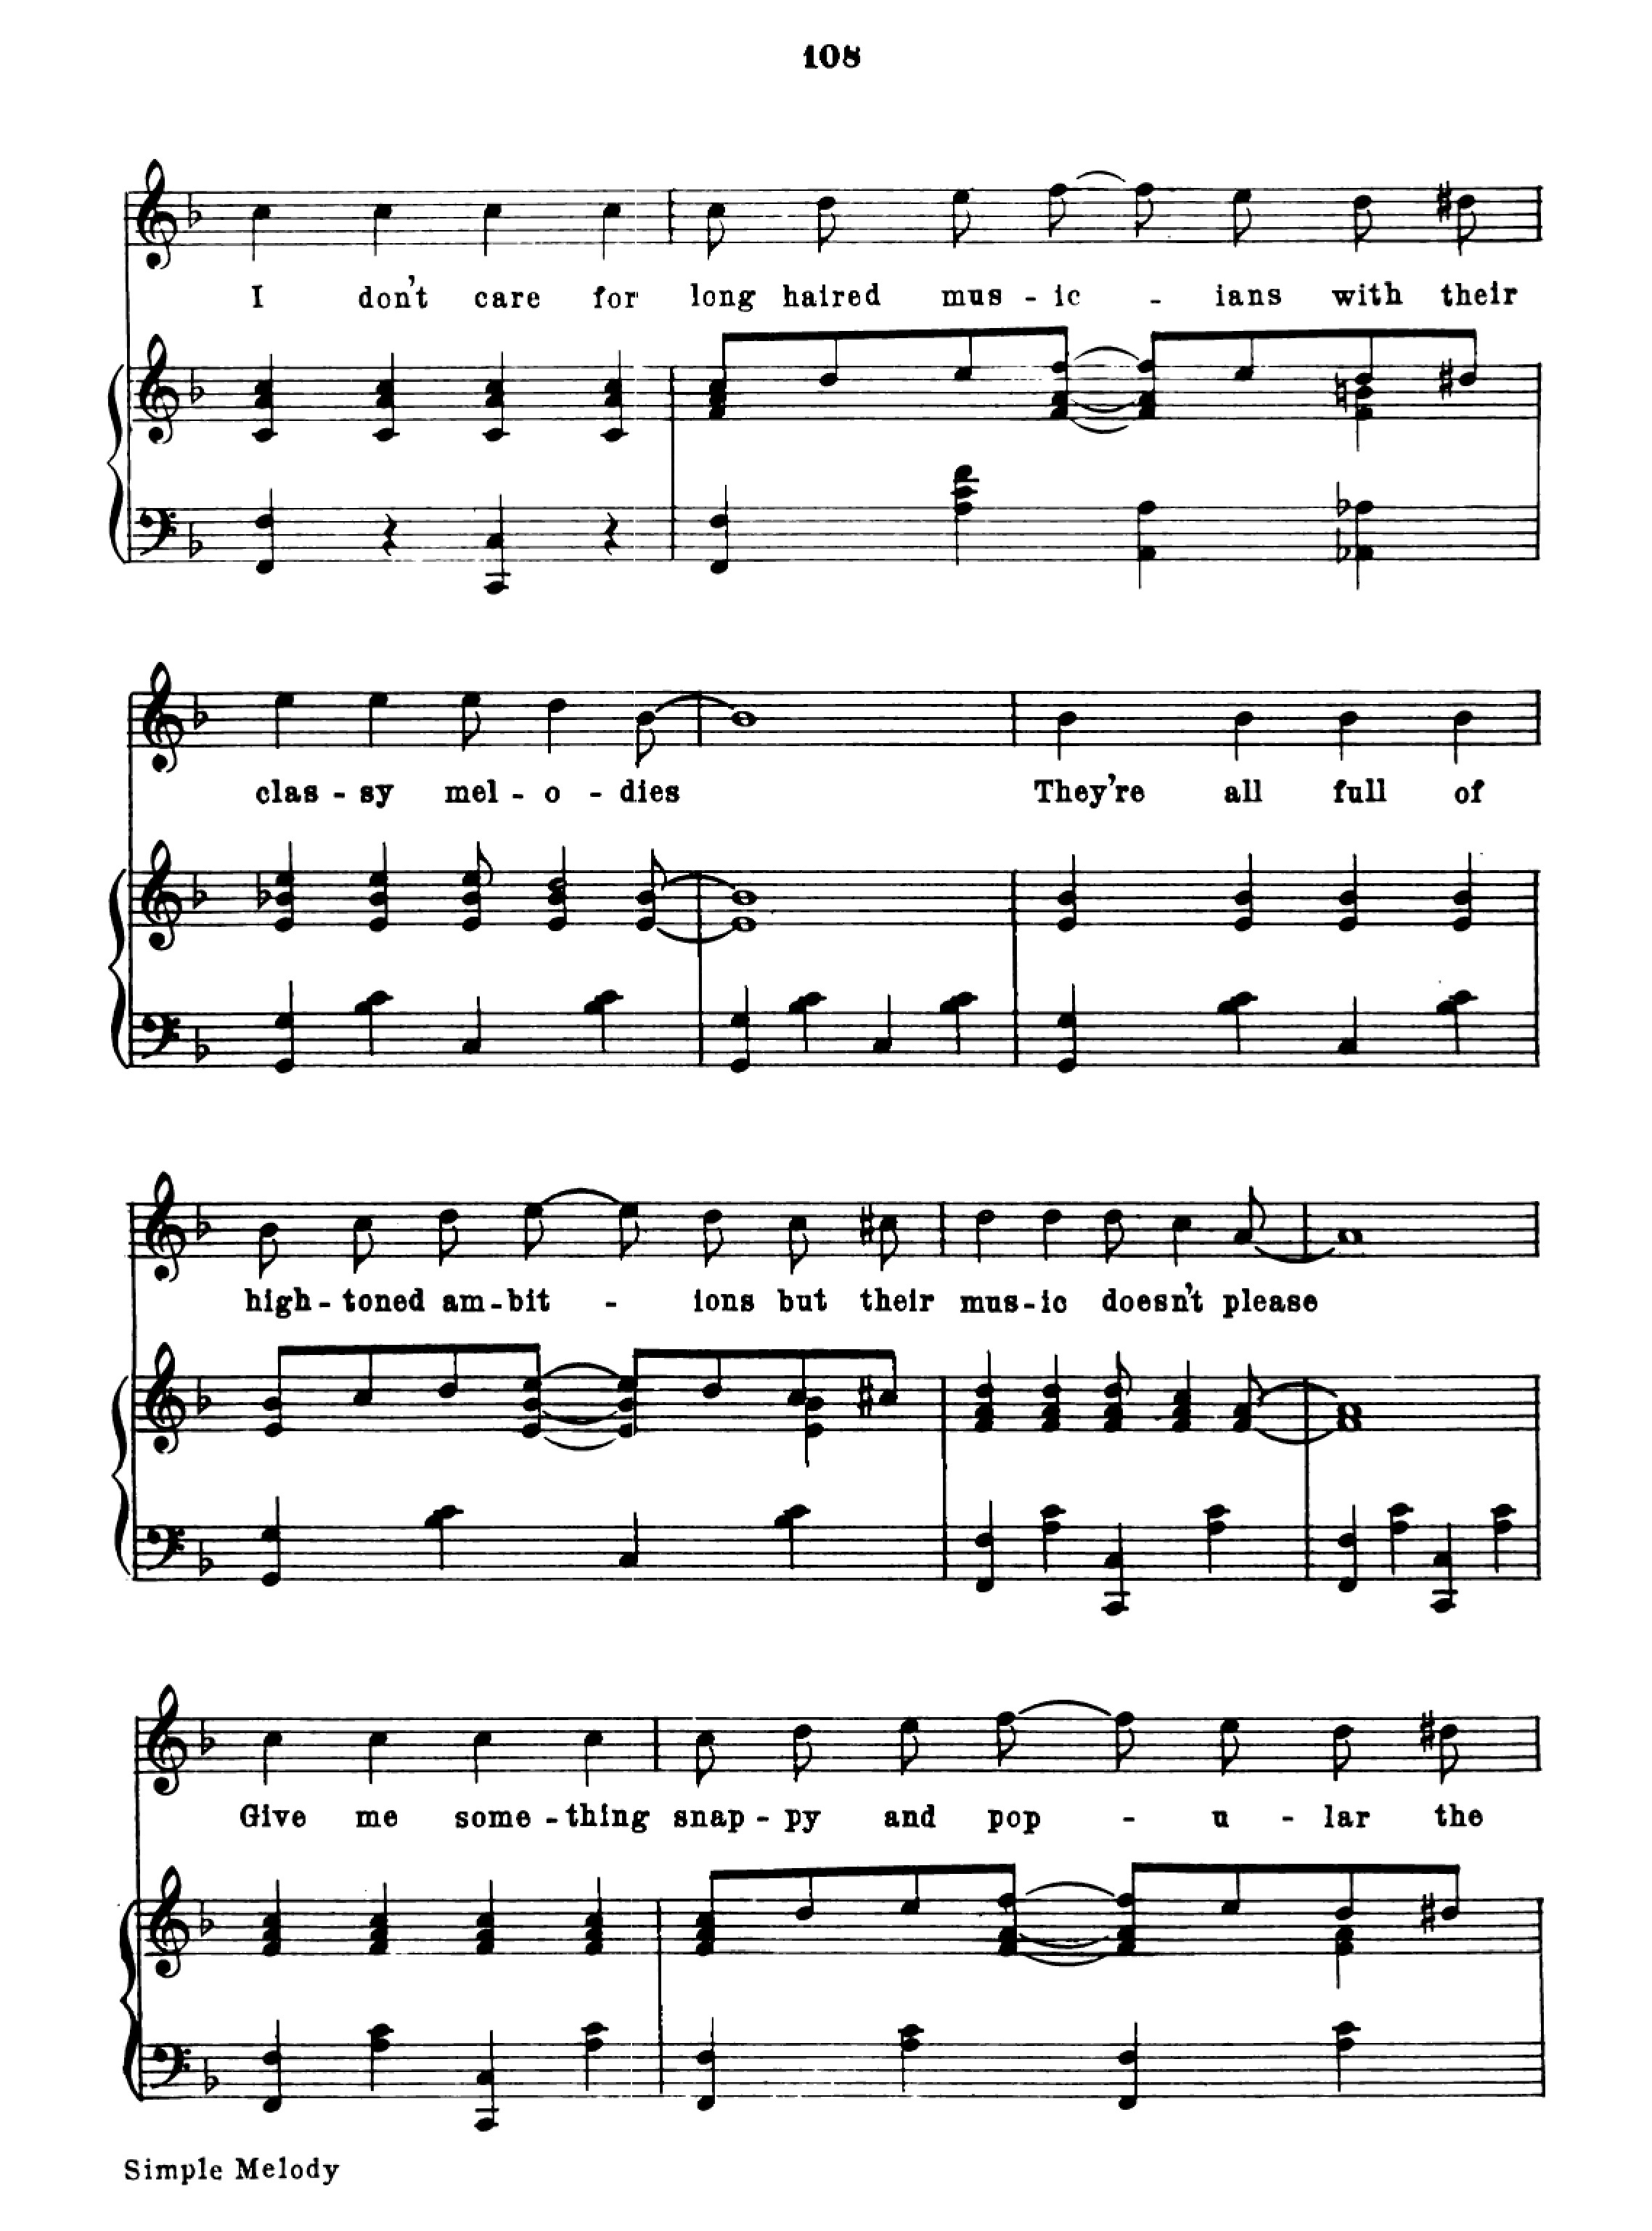 108
I don't care for long haired mus - ic - ians with their
clas - sy mel - o - dies They're all full of
high - toned am - bit - ions but their mus - ic doesn't please
Give me some - thing snap - py and pop - u - lar the
Simple Melody